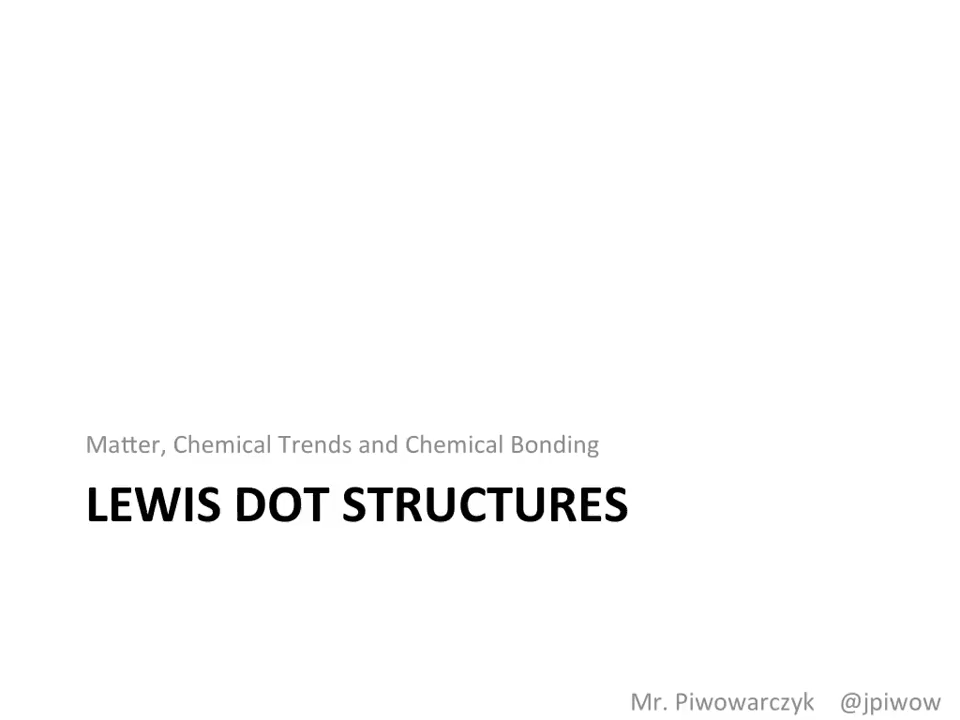 Matter, Chemical Trends and Chemical Bonding
LEWIS DOT STRUCTURES
Mr. Piwowarczyk @jpiwow